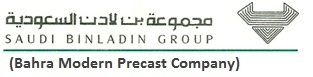 مجموعة بن لادن السعودية
SAUDI BINLADIN GROUP
(Bahra Modern Precast Company)